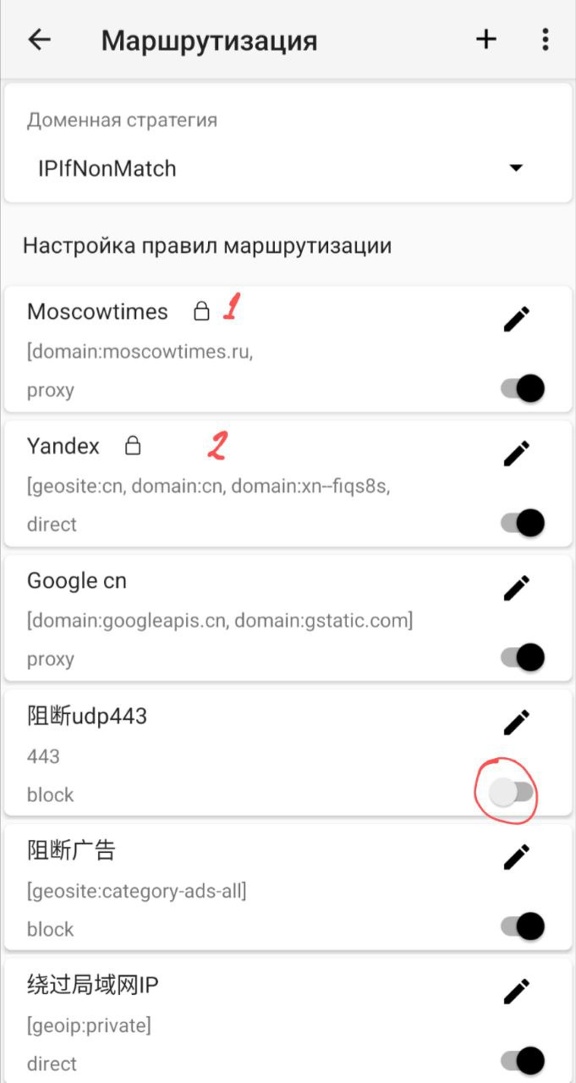 Маршрутизация
Доменная стратегия
IPIfNonMatch
Настройка правил маршрутизации
Moscowtimes 1
[domain:moscowtimes.ru,
proxy
Yandex 2
[geosite:cn, domain:cn, domain:xn--fiqs8s,
direct
Google cn
[domain:googleapis.cn, domain:gstatic.com]
proxy
阻断udp443
443
block
阻断广告
[geosite:category-ads-all]
block
绕过局域网IP
[geoip:private]
direct